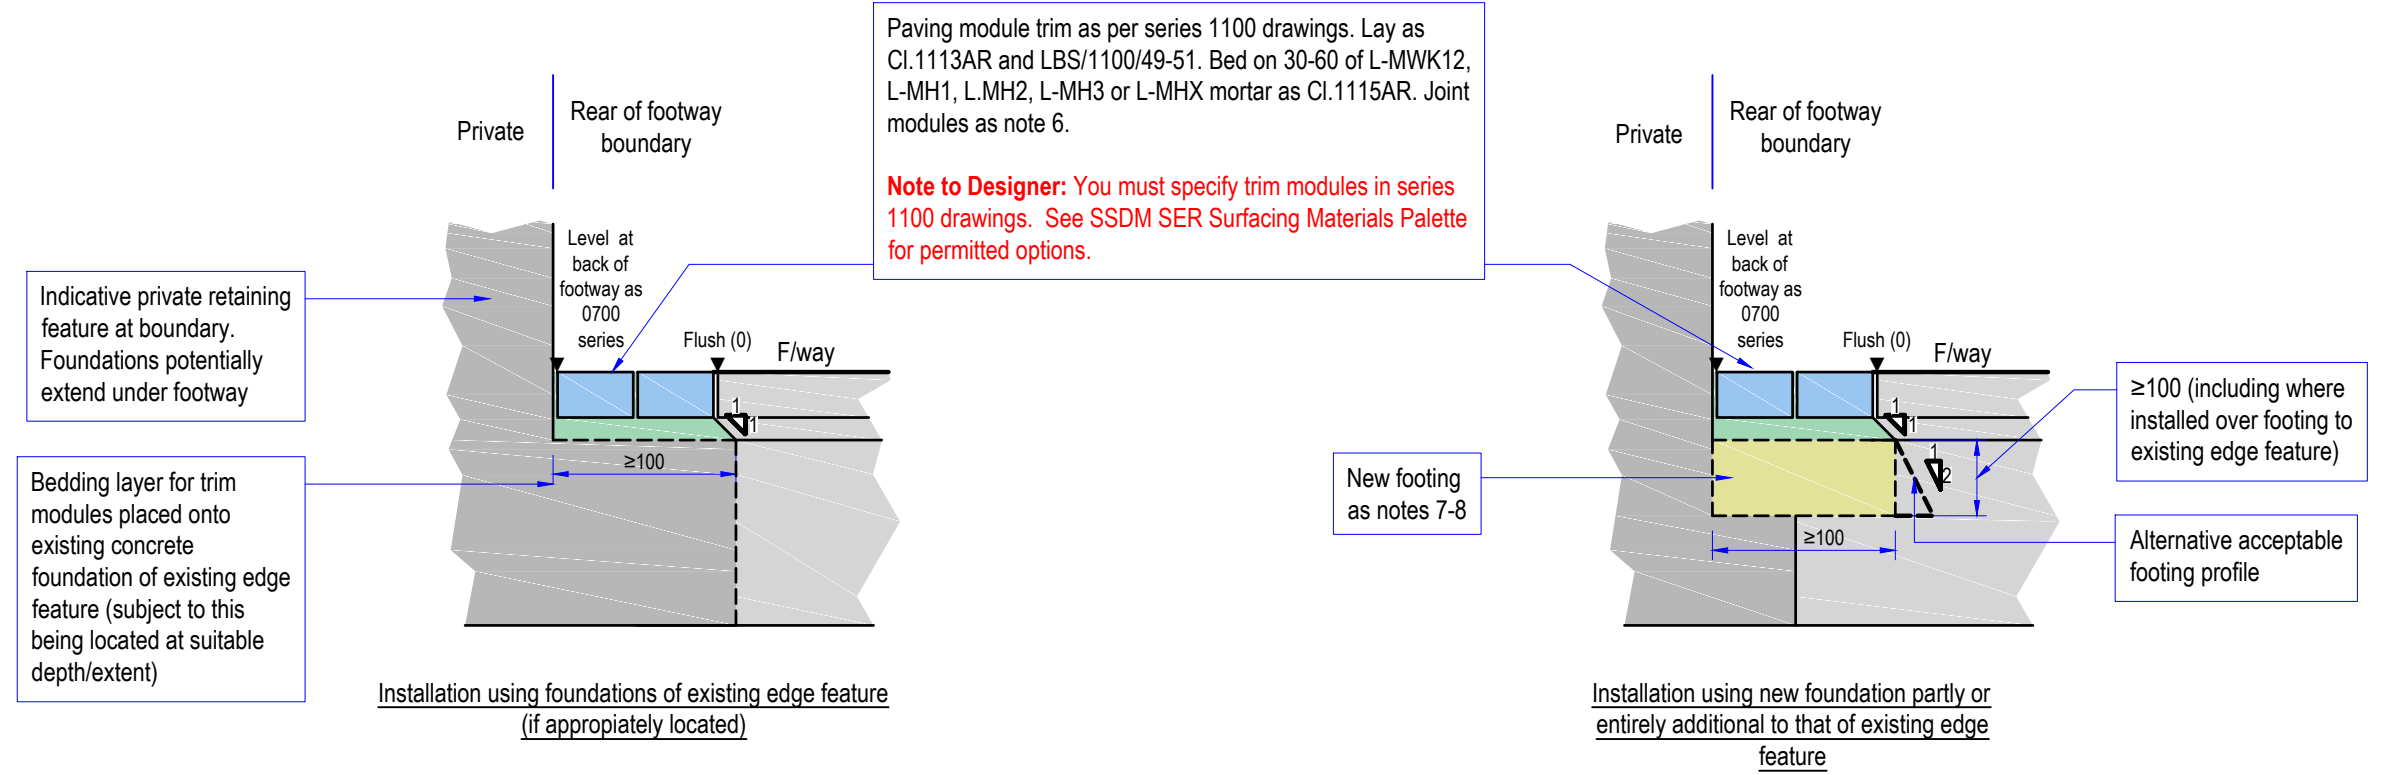 Paving module trim as per series 1100 drawings. Lay as
Cl.1113AR and LBS/1100/49-51. Bed on 30-60 of L-MWK12,
L-MH1, L.MH2, L-MH3 or L-MHX mortar as Cl.1115AR. Joint
modules as note 6.
Note to Designer: You must specify trim modules in series
1100 drawings. See SSDM SER Surfacing Materials Palette
for permitted options.
Private
Rear of footway
boundary
Level at
back of
footway as
0700
series
Flush (0)
F/way
1
1
≥100
Indicative private retaining
feature at boundary.
Foundations potentially
extend under footway
Bedding layer for trim
modules placed onto
existing concrete
foundation of existing edge
feature (subject to this
being located at suitable
depth/extent)
Installation using foundations of existing edge feature
(if appropiately located)
Private
Rear of footway
boundary
Level at
back of
footway as
0700
series
Flush (0)
F/way
1
1
1
2
≥100
New footing
as notes 7-8
≥100 (including where
installed over footing to
existing edge feature)
Alternative acceptable
footing profile
Installation using new foundation partly or
entirely additional to that of existing edge
feature